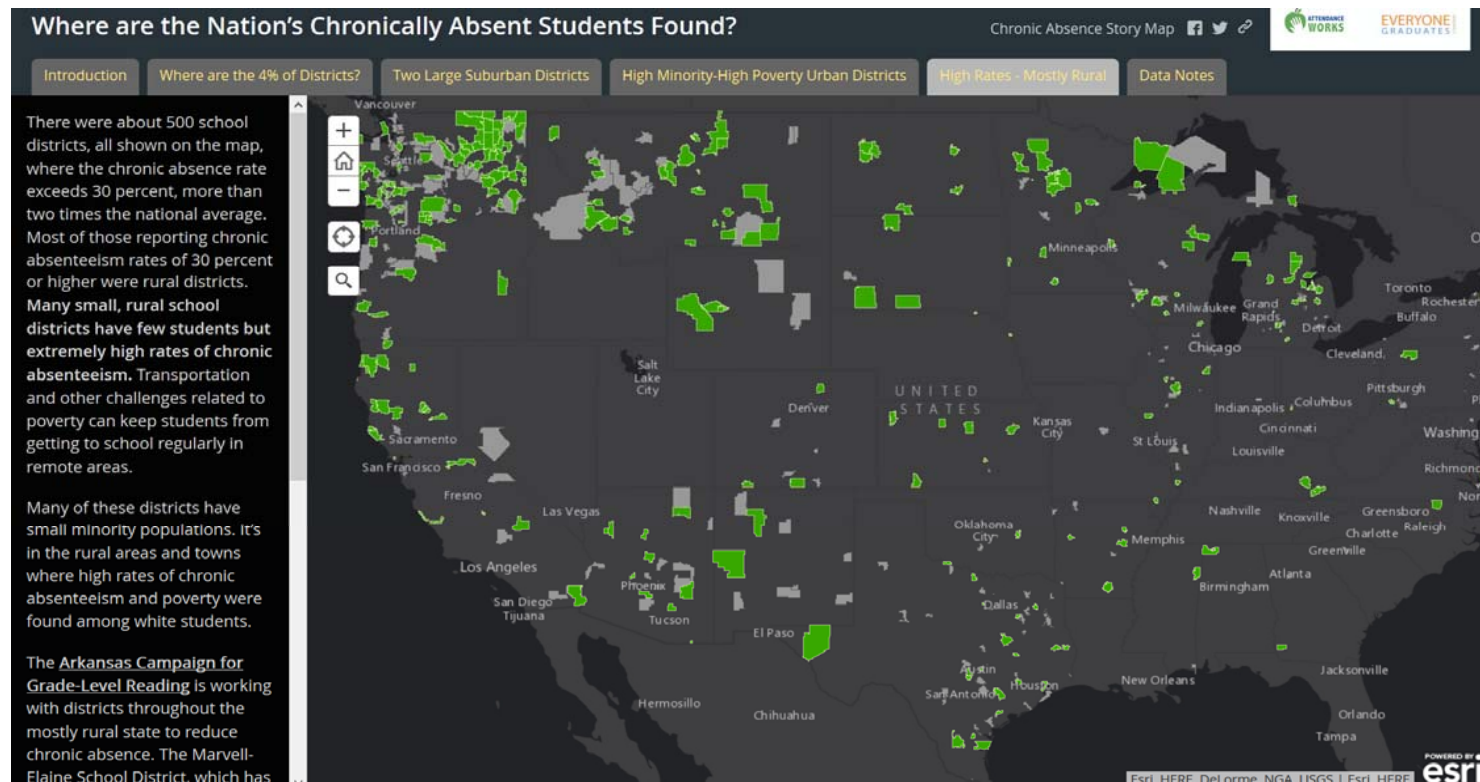 Where are the Nation's Chronically Absent Students Found?
Chronic Absence Story Map
ATTENDANCE
WORKS
EVERYONE
GRADUATES
Introduction
Where are the 4% of Districts?
Two Large Suburban Districts
High Minority-High Poverty Urban Districts
High Rates - Mostly Rural
Data Notes
There were about 500 school
districts, all shown on the map,
where the chronic absence rate
exceeds 30 percent, more than
two times the national average.
Most of those reporting chronic
absenteeism rates of 30 percent
or higher were rural districts.
Many small, rural school
districts have few students but
extremely high rates of chronic
absenteeism. Transportation
and other challenges related to
poverty can keep students from
getting to school regularly in
remote areas.
Many of these districts have
small minority populations. It's
in the rural areas and towns
where high rates of chronic
absenteeism and poverty were
found among white students.
The Arkansas Campaign for
Grade-Level Reading is working
with districts throughout the
mostly rural state to reduce
chronic absence. The Marvell-
Elaine School District, which has
Vancouver
Seattle
Portland
Minneapolis
Toronto
Rochester
Milwaukee
Grand
Rapids
Buffalo
Detroit
Chicago
Cleveland
Salt
Lake
City
Pittsburgh
UNITED
STATES
Denver
Indianapolis
Columbus
Kansas
City
Cincinnati
Washing
Sacramento
St Louis
Louisville
San Francisco
Richmond
Fresno
Nor
Las Vegas
Nashville
Knoxville
Greensboro
Raleigh
Oklahoma
City
Charlotte
Memphis
Greenville
Los Angeles
Atlanta
Phoenix
Birmingham
San Diego
Tijuana
Tucson
Dallas
El Paso
Austin
Jacksonville
San Antonio
Houston
New Orleans
Hermosillo
Chihuahua
Orlando
Tampa
POWERED BY
esri
Esri, HERE, DeLorme, NGA, USGS | Esri, HERE